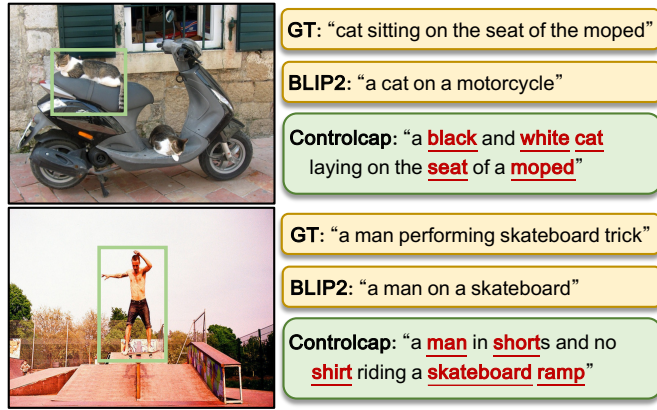 GT: “cat sitting on the seat of the moped”
BLIP2: “a cat on a motorcycle”
Controlcap: “a black and white cat
laying on the seat of a moped”
GT: “a man performing skateboard trick”
BLIP2: “a man on a skateboard”
Controlcap: “a man in shorts and no
shirt riding a skateboard ramp”